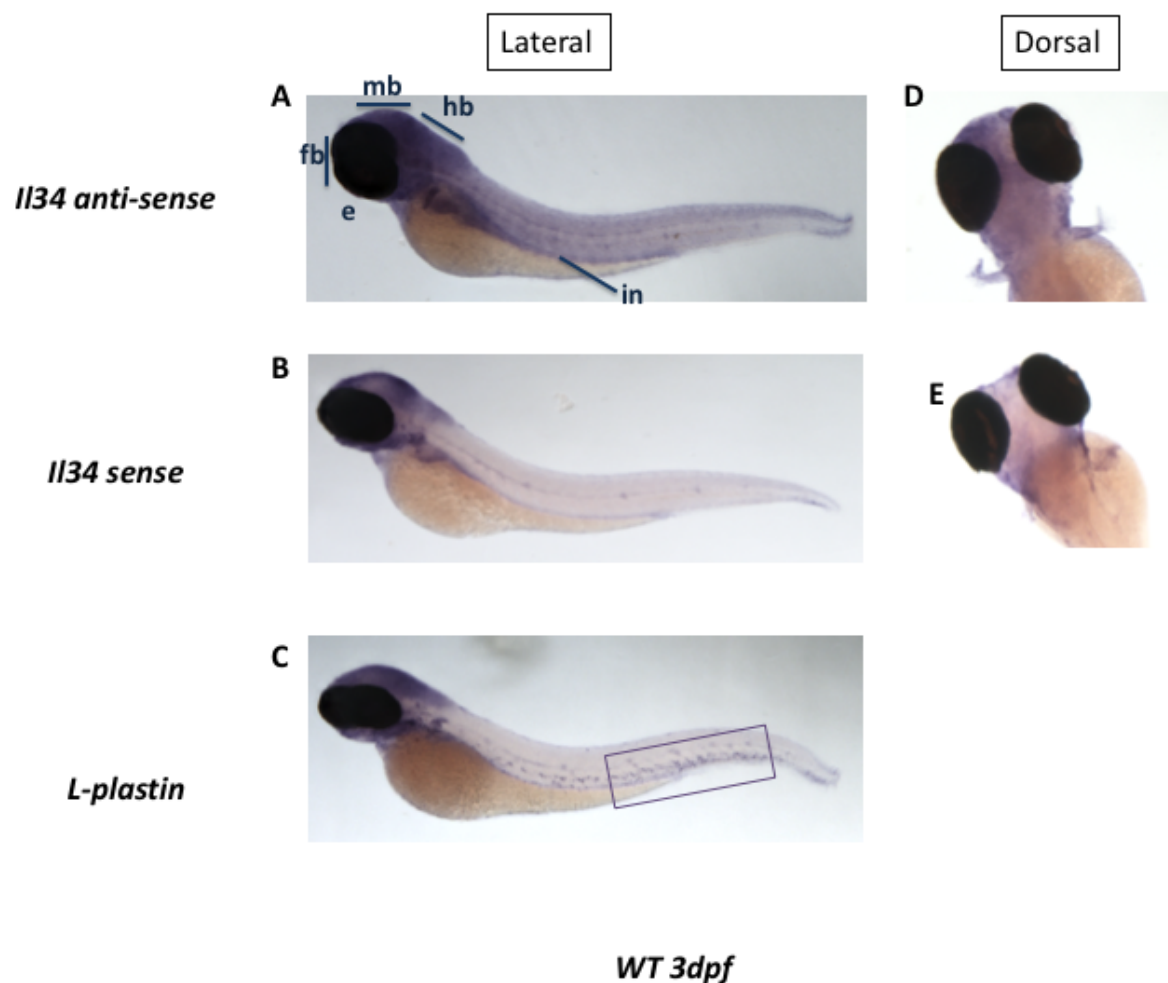 Lateral
Dorsal
A
mb
hb
fb
e
in
D
Il34 anti-sense
B
E
Il34 sense
C
L-plastin
WT 3dpf